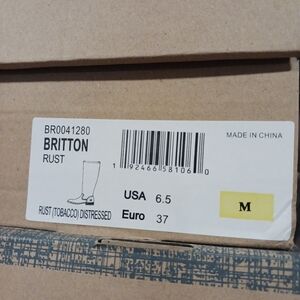 BR0041280
BRITTON
RUST
MADE IN CHINA
1 92466 58106 0
USA 6.5
Euro 37
M
RUST (TOBACCO) DISTRESSED